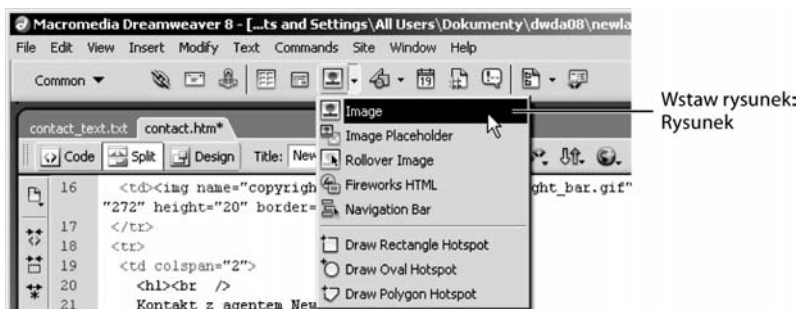 Macromedia Dreamweaver 8 - [...ts and Settings\All Users\Dokumenty\dwda08\newla
File Edit View Insert Modify Text Commands Site Window Help
Common
19
Image
Wstaw rysunek:
Rysunek
contact_text.txt contact.htm*
Image Placeholder
Code Split Design Title: New
Rollover Image
Fireworks HTML
Navigation Bar
Draw Rectangle Hotspot
Draw Oval Hotspot
Draw Polygon Hotspot
16 <td><img name="copyrigh ght_bar.gif"
"272" height="20" border=
17 </tr>
18 <tr>
19 <td colspan="2">
20 <h1><br />
21 Kontakt z agentem New